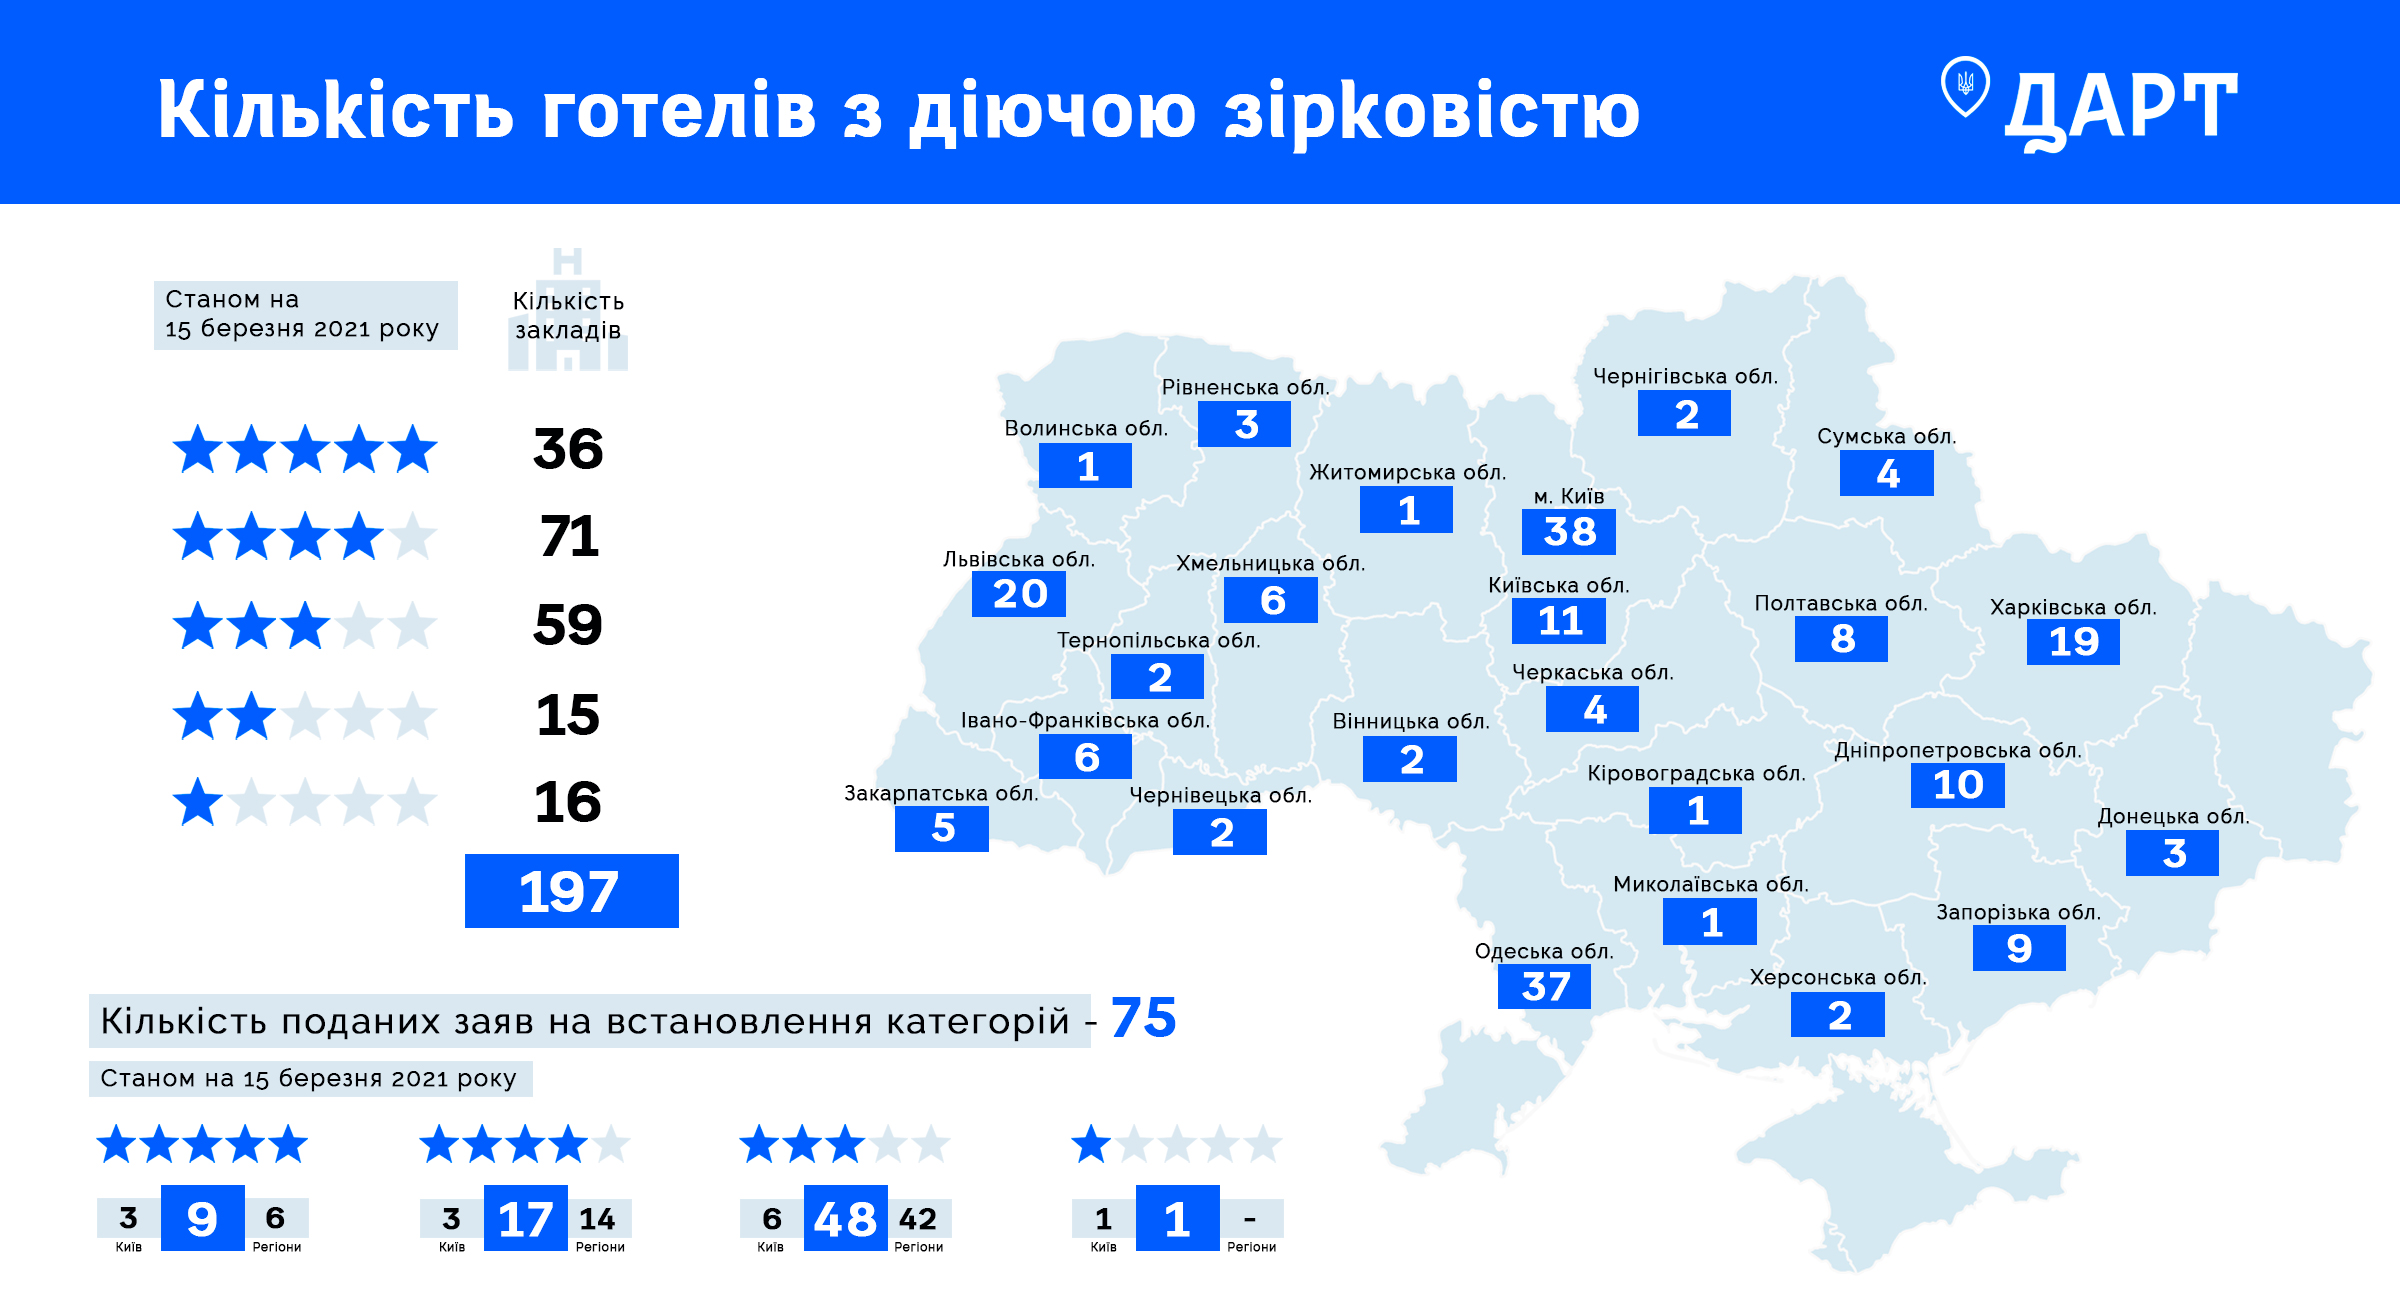 Кількість готелів з діючою зірковістю
ДАРТ
Станом на
15 березня 2021 року
Кількість
закладів
36
71
59
15
16
197
Рівненська обл.
3
Волинська обл.
1
Чернігівська обл.
2
Сумська обл.
4
Житомирська обл.
1
м. Київ
38
Львівська обл.
20
Хмельницька обл.
6
Київська обл.
11
Полтавська обл.
8
Харківська обл.
19
Тернопільська обл.
2
Черкаська обл.
4
Івано-Франківська обл.
6
Вінницька обл.
2
Дніпропетровська обл.
10
Кіровоградська обл.
1
Закарпатська обл.
5
Чернівецька обл.
2
Донецька обл.
3
Миколаївська обл.
1
Запорізька обл.
9
Одеська обл.
37
Херсонська обл.
2
Кількість поданих заяв на встановлення категорій - 75
Станом на 15 березня 2021 року
3 9 6
Київ Регіони
3 17 14
Київ Регіони
6 48 42
Київ Регіони
1 1 -
Київ Регіони